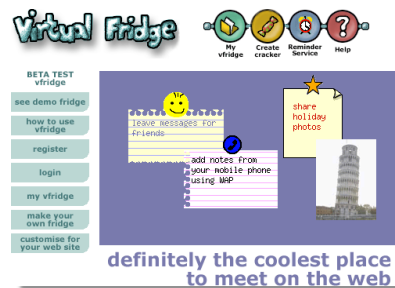 Virtual Fridge
My
vfridge
Create
cracker
Reminder
Service
Help
BETA TEST
vfridge
see demo fridge
how to use
vfridge
register
login
my vfridge
make your
own fridge
customise for
your web site
leave messages for
friends
add notes from
your mobile phone
using WAP
share
holiday
photos
definitely the coolest place
to meet on the web